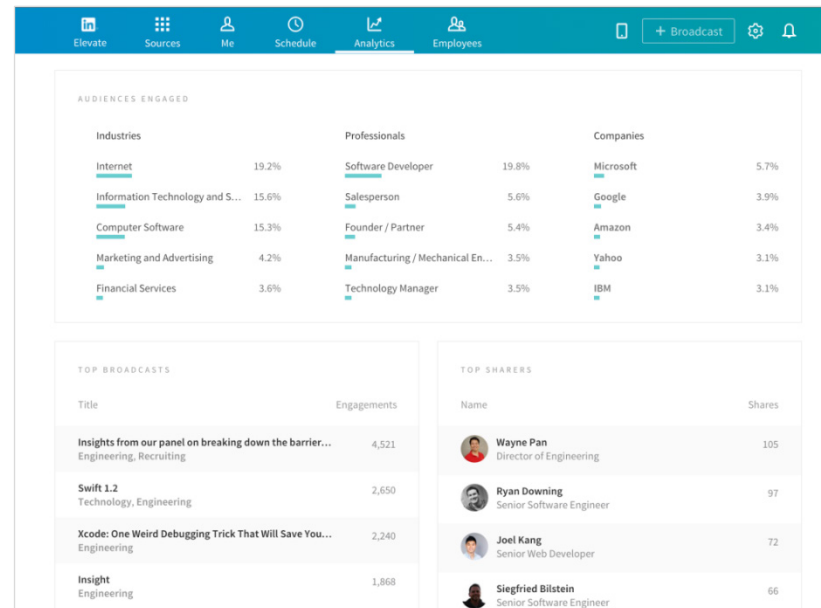 in
Elevate
Sources
Me
Schedule
Analytics
Employees
+ Broadcast
AUDIENCES ENGAGED
Industries
Internet 19.2%
Information Technology and S... 15.6%
Computer Software 15.3%
Marketing and Advertising 4.2%
Financial Services 3.6%
Professionals
Software Developer 19.8%
Salesperson 5.6%
Founder / Partner 5.4%
Manufacturing / Mechanical En... 3.5%
Technology Manager 3.5%
Companies
Microsoft 5.7%
Google 3.9%
Amazon 3.4%
Yahoo 3.1%
IBM 3.1%
TOP BROADCASTS
Title Engagements
Insights from our panel on breaking down the barrier... 4,521
Engineering, Recruiting
Swift 1.2 2,650
Technology, Engineering
Xcode: One Weird Debugging Trick That Will Save You... 2,240
Engineering
Insight 1,868
Engineering
TOP SHARERS
Name Shares
Wayne Pan 105
Director of Engineering
Ryan Downing 97
Senior Software Engineer
Joel Kang 72
Senior Web Developer
Siegfried Bilstein 66
Senior Software Engineer